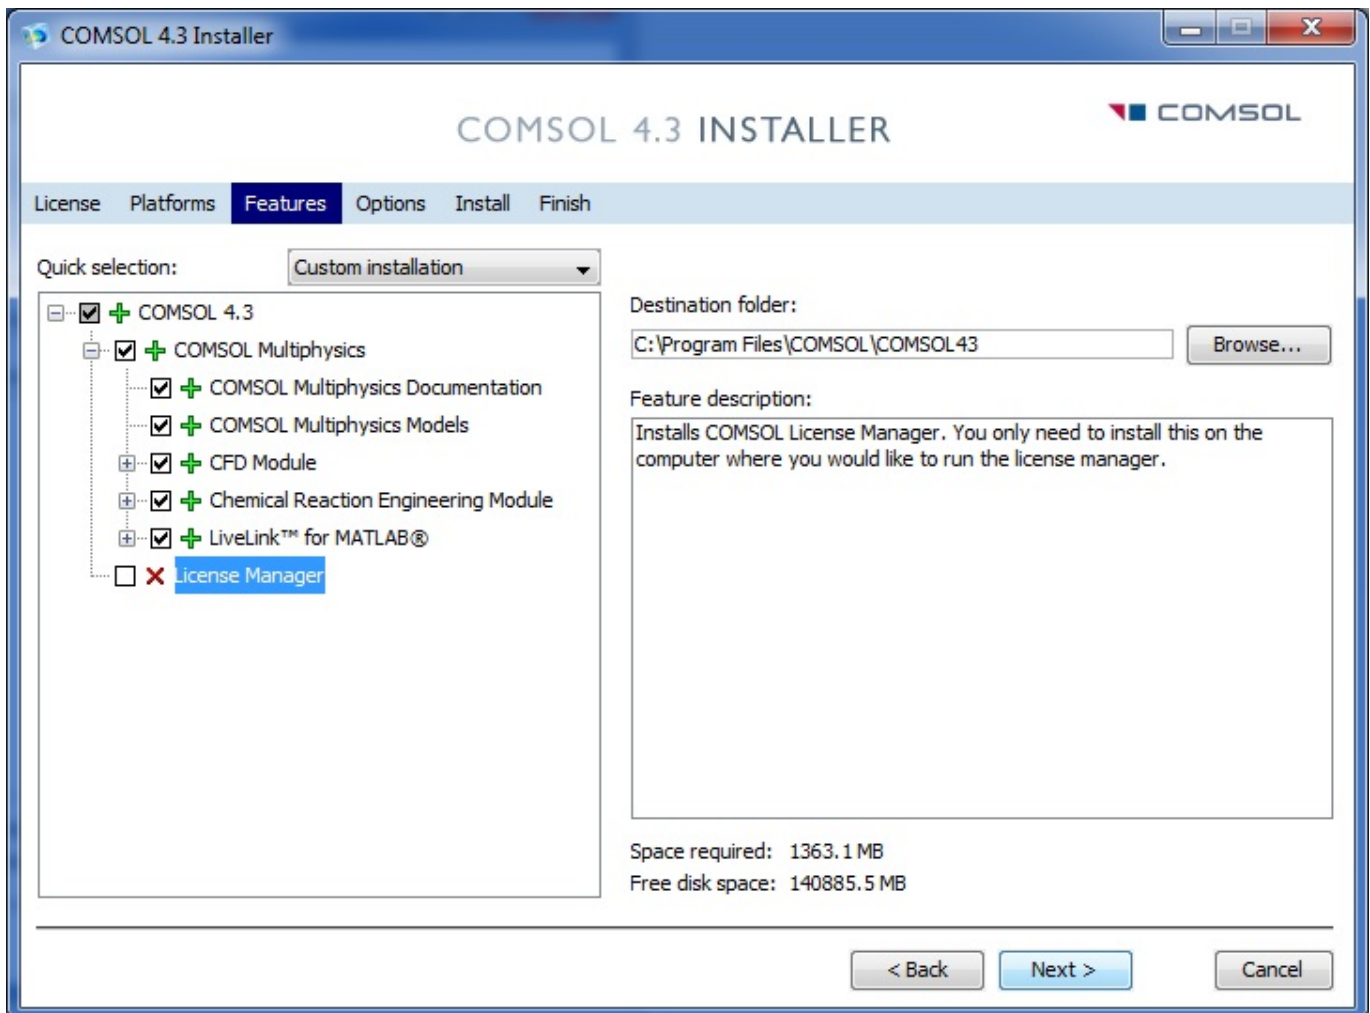 COMSOL 4.3 Installer
COMSOL 4.3 INSTALLER
COMSOL
License Platforms Features Options Install Finish
Quick selection: Custom installation
COMSOL 4.3
COMSOL Multiphysics
COMSOL Multiphysics Documentation
COMSOL Multiphysics Models
CFD Module
Chemical Reaction Engineering Module
LiveLink™ for MATLAB®
License Manager
Destination folder:
C:\Program Files\COMSOL\COMSOL43 Browse...
Feature description:
Installs COMSOL License Manager. You only need to install this on the
computer where you would like to run the license manager.
Space required: 1363.1 MB
Free disk space: 140885.5 MB
< Back Next > Cancel